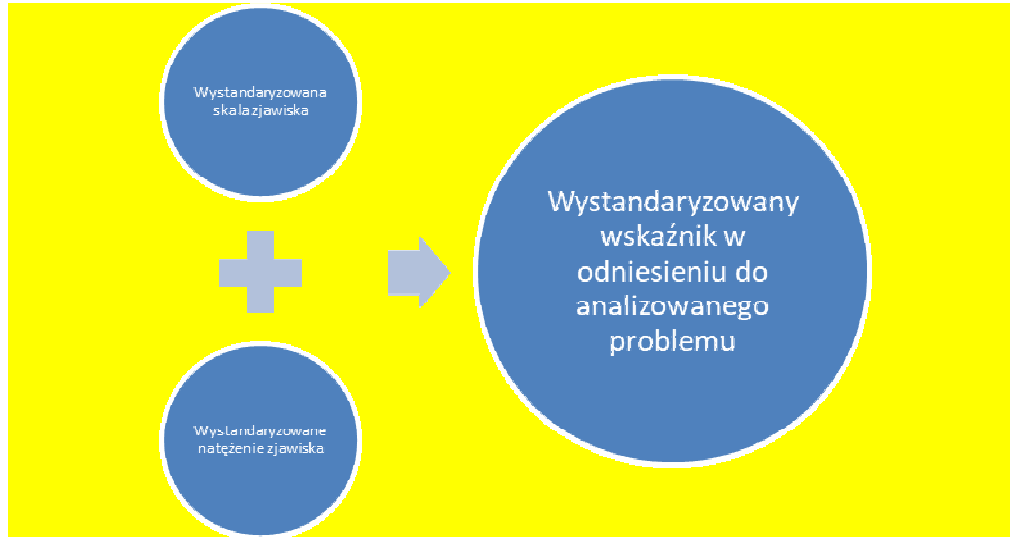 Wystandaryzowana
skala zjawiska
Wystandaryzowane
natężenie zjawiska
Wystandaryzowany
wskaźnik w
odniesieniu do
analizowanego
problemu